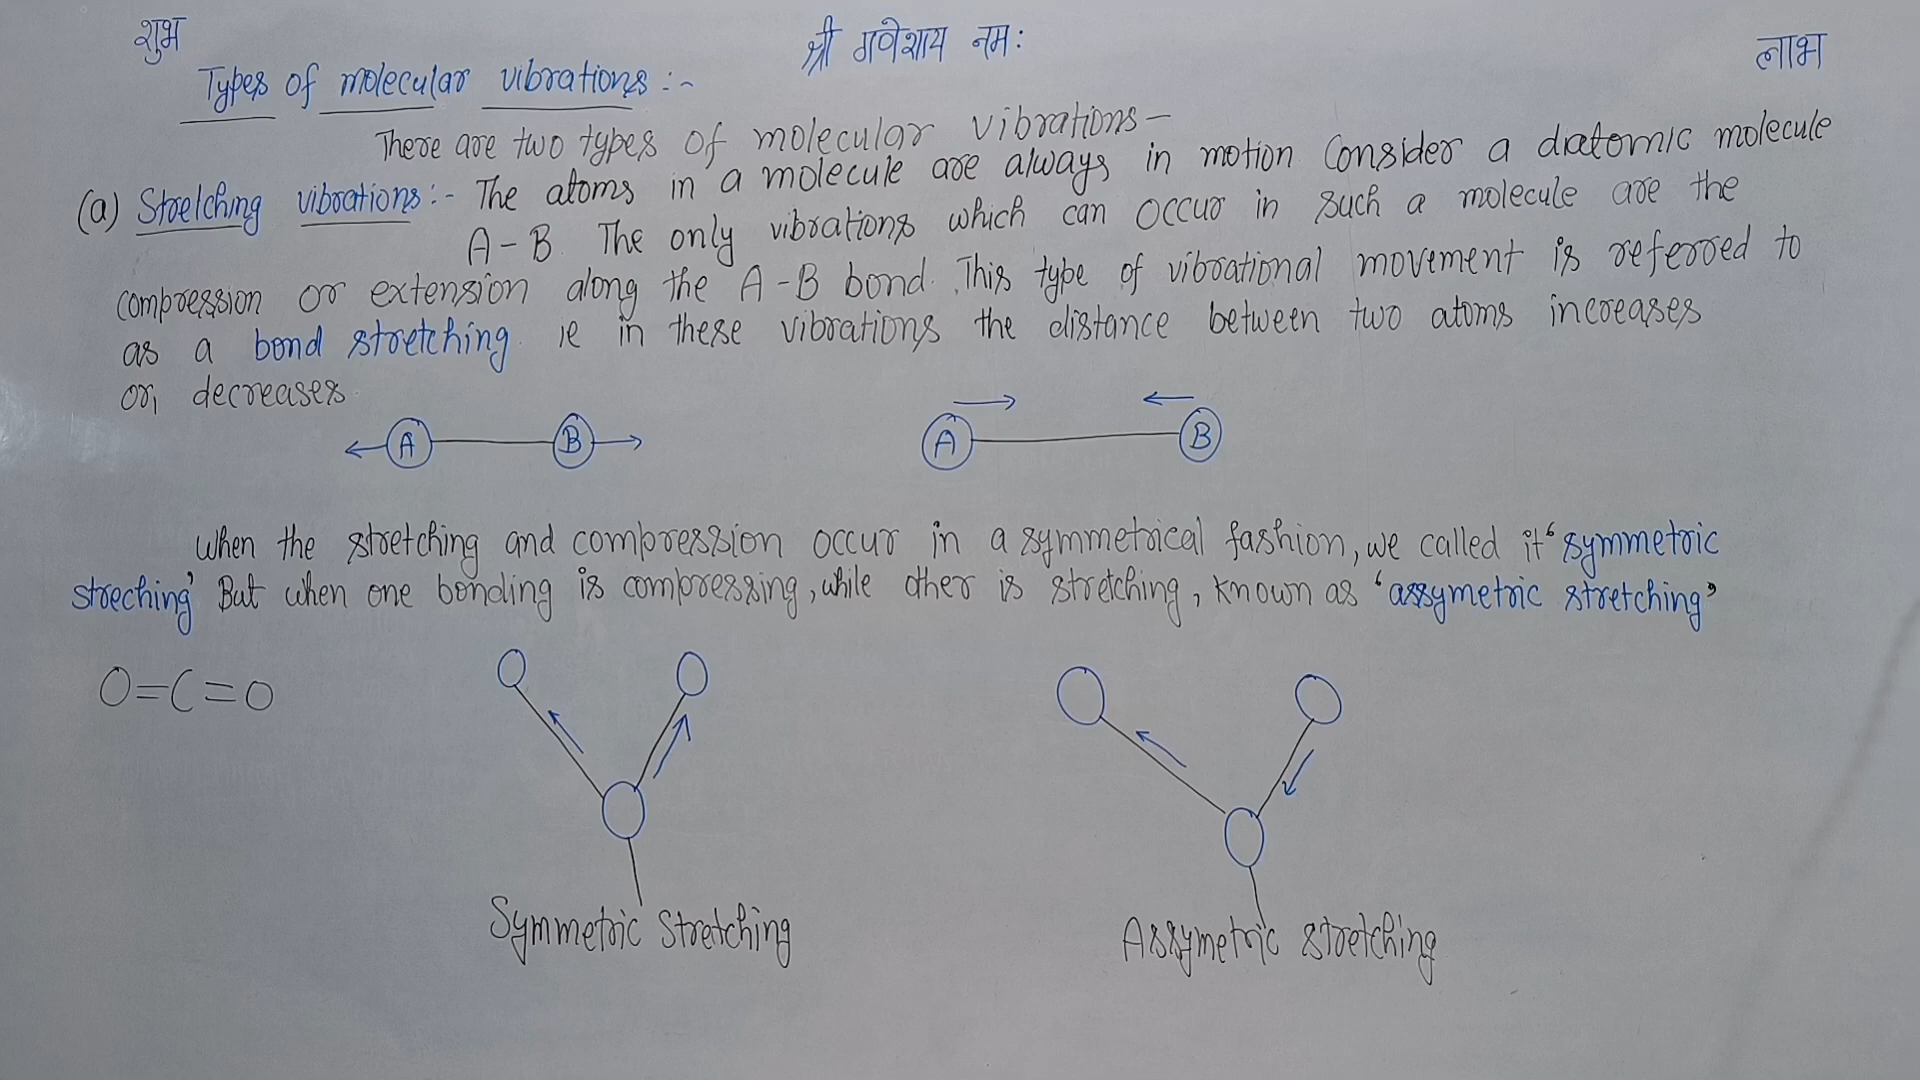 शुभ
श्री गणेशाय नम:
लाभ
Types of molecular vibrations :-
There are two types of molecular vibrations-
(a) Stretching vibrations :- The atoms in a molecule are always in motion. Consider a diatomic molecule
A-B. The only vibrations which can occur in such a molecule are the
compression or extension along the A-B bond. This type of vibrational movement is referred to
as a bond stretching. ie in these vibrations the distance between two atoms increases
or, decreases.
A B
A B
When the stretching and compression occur in a symmetrical fashion, we called it 'symmetric
streching' But when one bonding is compressing, while other is stretching, known as 'assymetric stretching'
O=C=O
Symmetric Stretching
Assymetric stretching